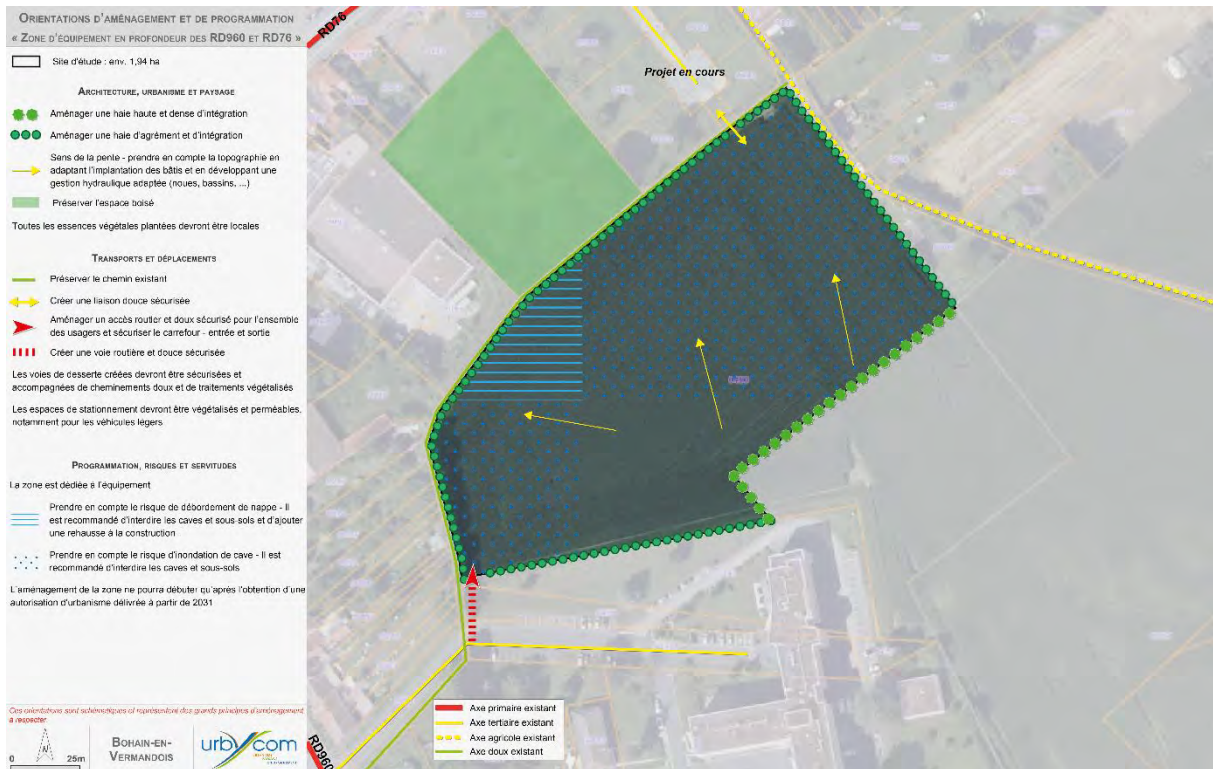 ORIENTATIONS D'AMÉNAGEMENT ET DE PROGRAMMATION
« ZONE D'ÉQUIPEMENT EN PROFONDEUR DES RD960 ET RD76 »
Site d'étude : env. 1,94 ha
ARCHITECTURE, URBANISME ET PAYSAGE
Aménager une haie haute et dense d'intégration
Aménager une haie d'agrément et d'intégration
Sens de la pente - prendre en compte la topographie en
adaptant l'implantation des bâtis et en développant une
gestion hydraulique adaptée (noues, bassins, ...)
Préserver l'espace boisé
Toutes les essences végétales plantées devront être locales
TRANSPORTS ET DÉPLACEMENTS
Préserver le chemin existant
Créer une liaison douce sécurisée
Aménager un accès routier et doux sécurisé pour l'ensemble
des usagers et sécuriser le carrefour - entrée et sortie
Créer une voie routière et douce sécurisée
Les voies de desserte créées devront être sécurisées et
accompagnées de cheminements doux et de traitements végétalisés
Les espaces de stationnement devront être végétalisés et perméables,
notamment pour les véhicules légers
PROGRAMMATION, RISQUES ET SERVITUDES
La zone est dédiée à l'équipement
Prendre en compte le risque de débordement de nappe - Il
est recommandé d'interdire les caves et sous-sols et d'ajouter
une rehausse à la construction
Prendre en compte le risque d'inondation de cave - Il est
recommandé d'interdire les caves et sous-sols
L'aménagement de la zone ne pourra débuter qu'après l'obtention d'une
autorisation d'urbanisme délivrée à partir de 2031
Ces orientations sont schématiques et représentent des grands principes d'aménagement
à respecter
0 25m
BOHAIN-EN-
VERMANDOIS
urbycom
RD76
Projet en cours
RD960
Axe primaire existant
Axe tertiaire existant
Axe agricole existant
Axe doux existant